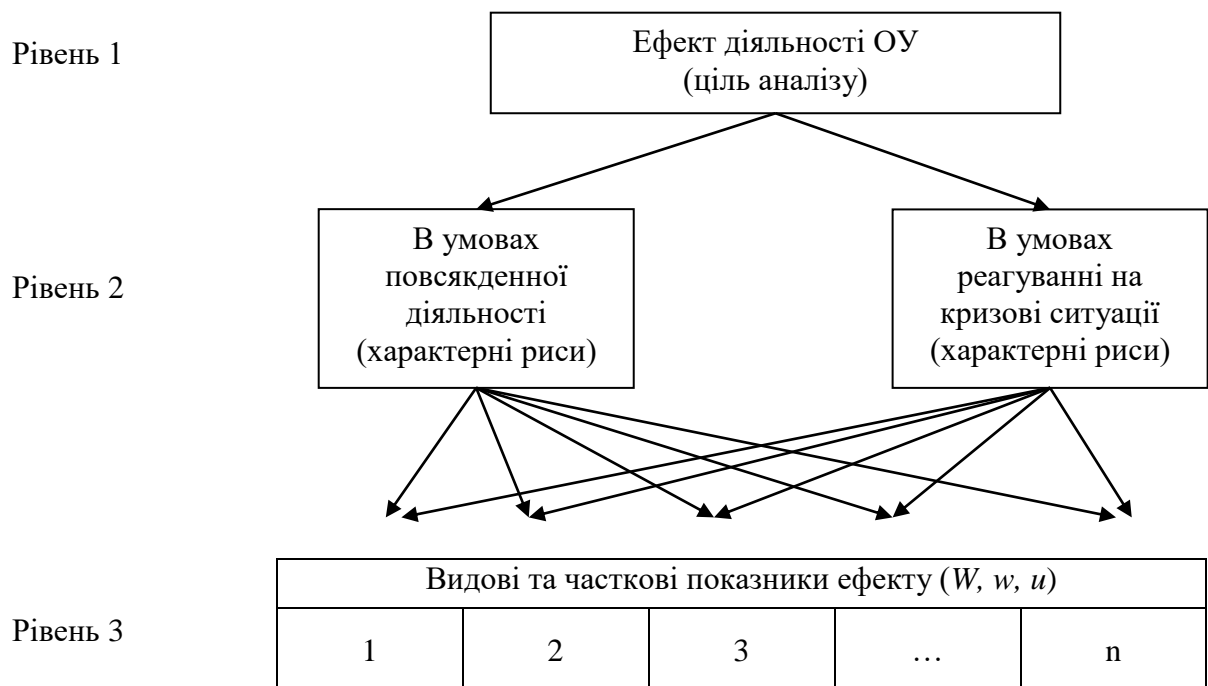 Рівень 1
Ефект діяльності ОУ
(ціль аналізу)
Рівень 2
В умовах
повсякденної
діяльності
(характерні риси)
В умовах
реагуванні на
кризові ситуації
(характерні риси)
Рівень 3
Видові та часткові показники ефекту (W, w, u)
1 2 3 … n